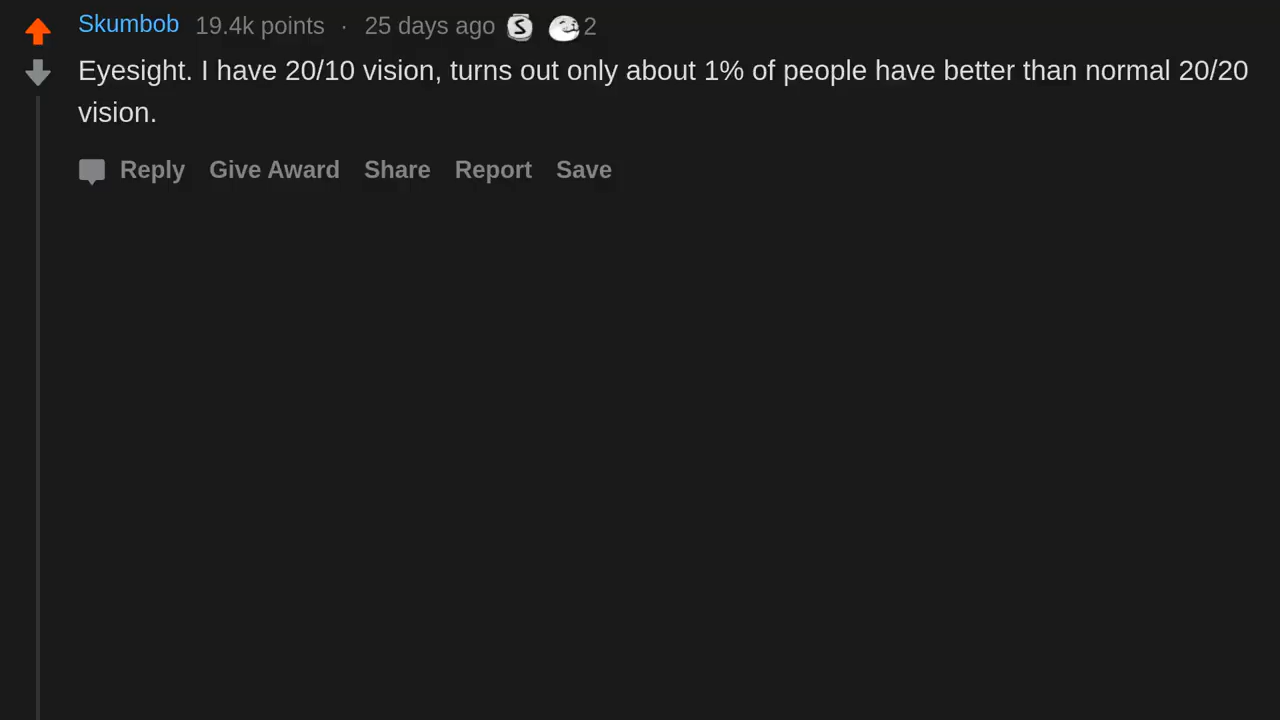 Skumbob 19.4k points · 25 days ago S 2
Eyesight. I have 20/10 vision, turns out only about 1% of people have better than normal 20/20
vision.
Reply Give Award Share Report Save